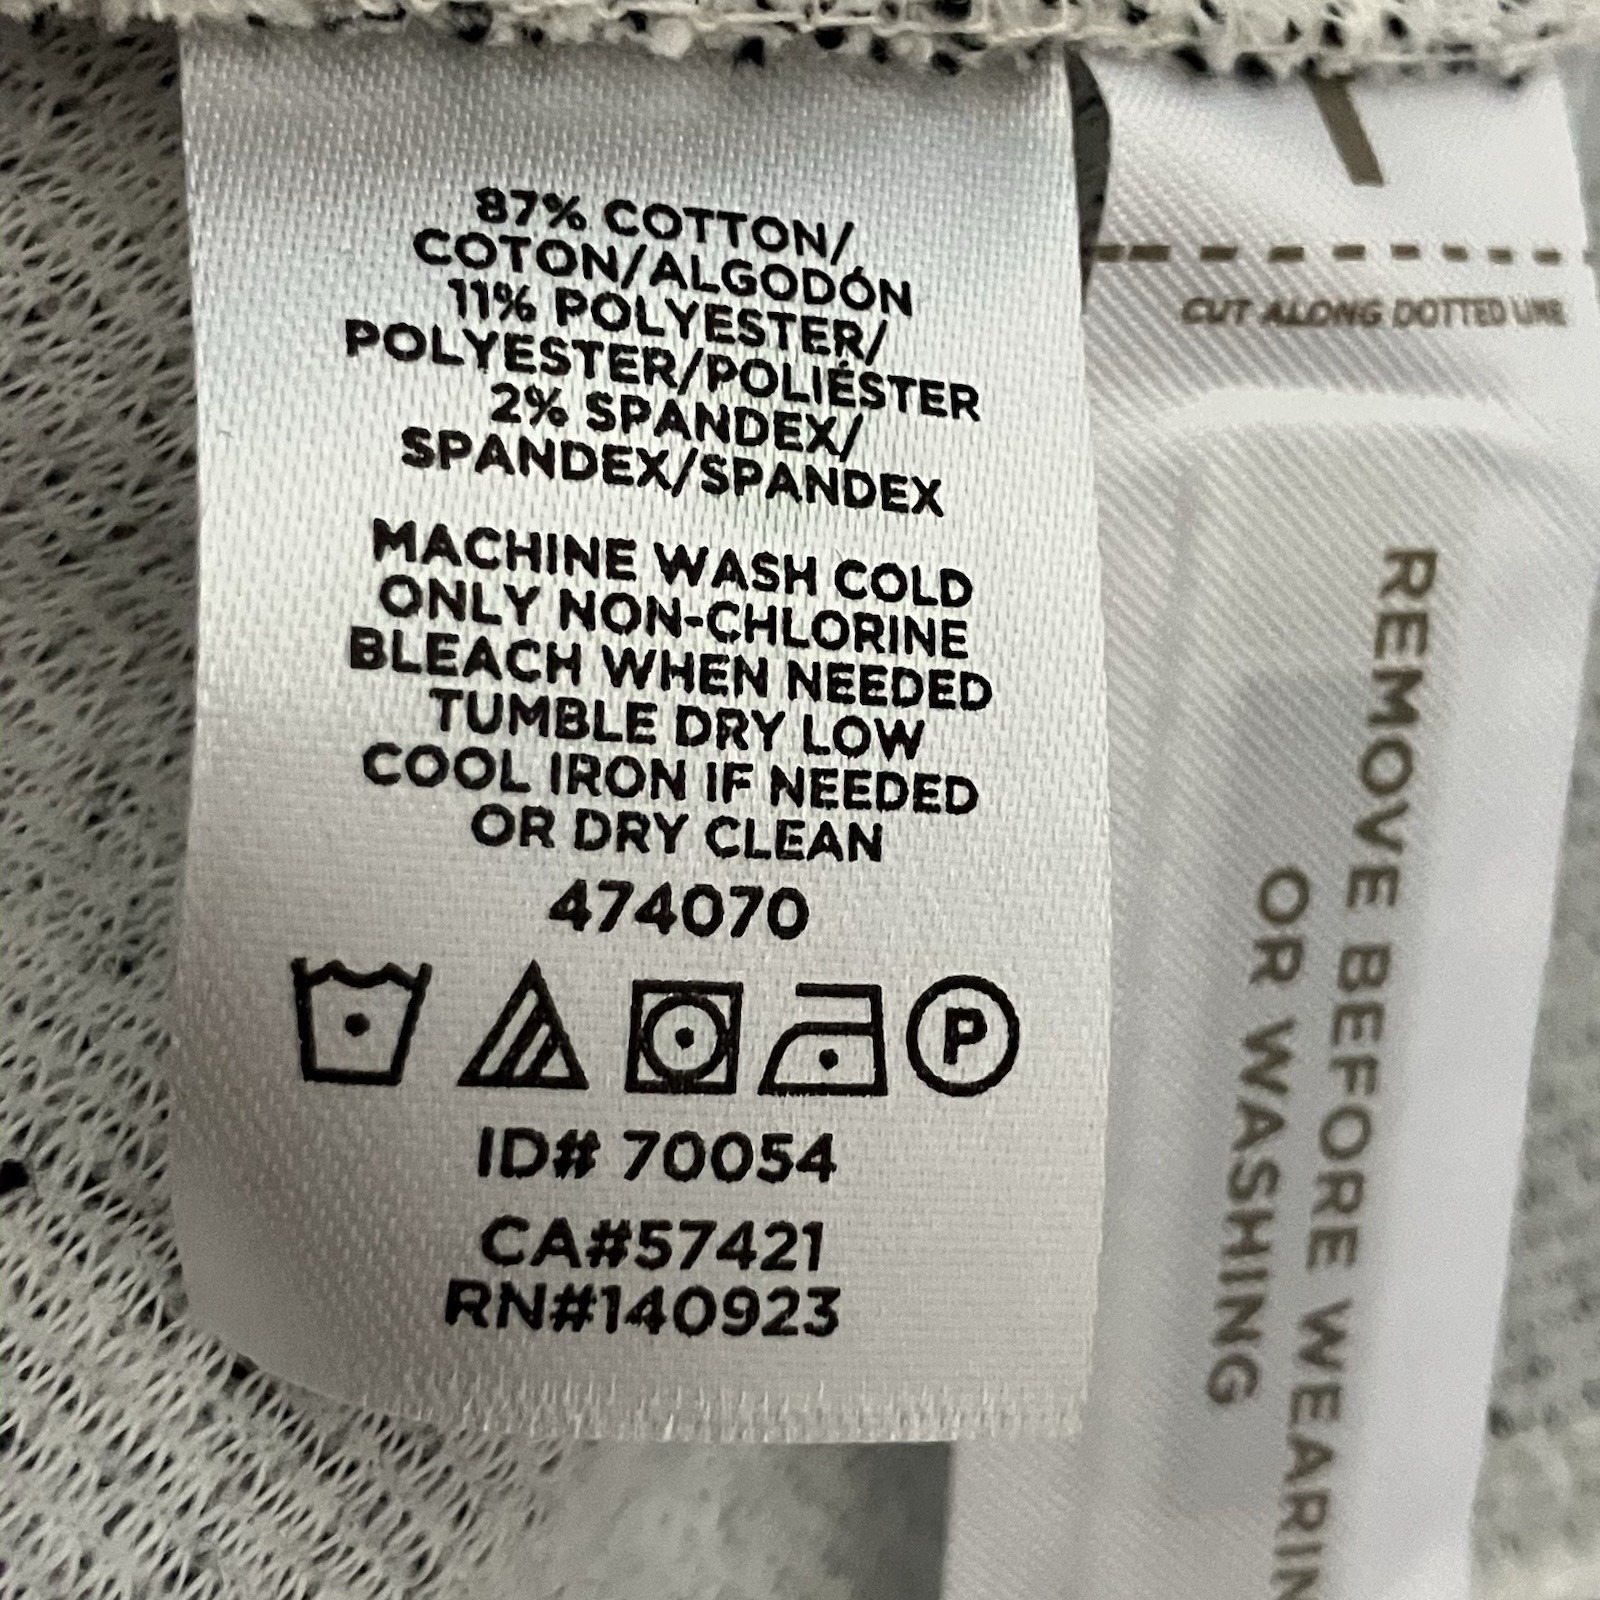 87% COTTON/
COTON/ALGODÓN
11% POLYESTER/
POLYESTER/POLIÉSTER
2% SPANDEX/
SPANDEX/SPANDEX
MACHINE WASH COLD
ONLY NON-CHLORINE
BLEACH WHEN NEEDED
TUMBLE DRY LOW
COOL IRON IF NEEDED
OR DRY CLEAN
474070
P
ID# 70054
CA#57421
RN#140923
CUT ALONG DOTTED LINE
REMOVE BEFORE WEARIN
OR WASHING